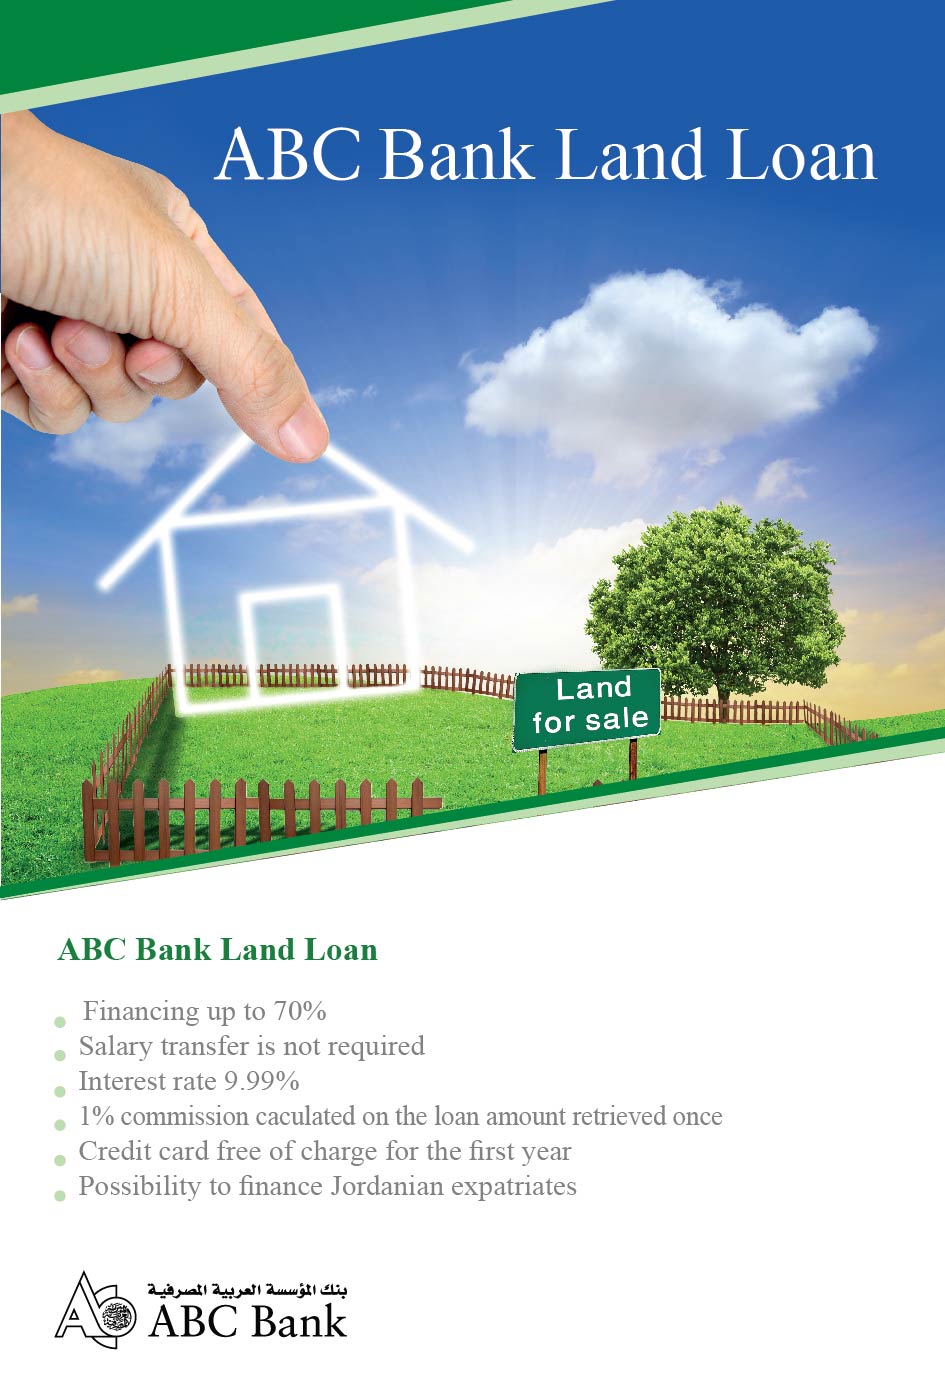 ABC Bank Land Loan
Land
for sale
ABC Bank Land Loan
Financing up to 70%
Salary transfer is not required
Interest rate 9.99%
1% commission caculated on the loan amount retrieved once
Credit card free of charge for the first year
Possibility to finance Jordanian expatriates
بنك المؤسسة العربية المصرفية
ABC Bank